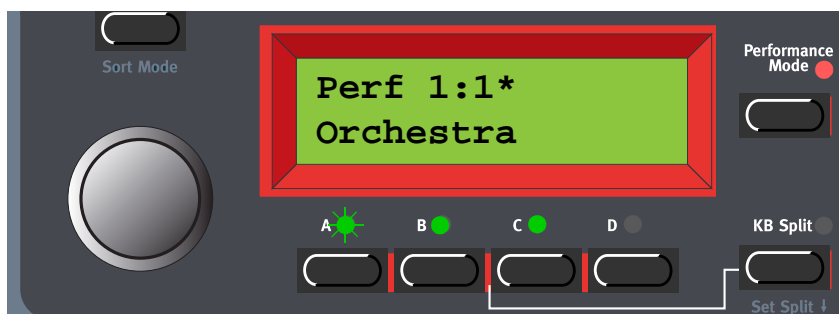 Sort Mode
Perf 1:1*
Orchestra
Performance
Mode
A
B
C
D
KB Split
Set Split ↓